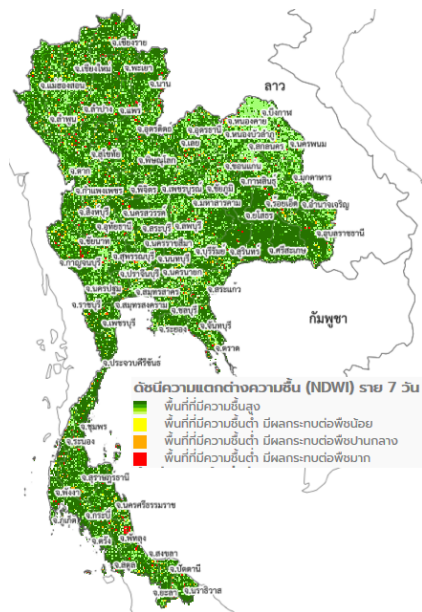 จ.เชียงราย
จ.เชียงใหม่
จ.พะเยา
จ.แม่ฮ่องสอน
จ.น่าน
ลาว
จ.ลำปาง
จ.แพร่
จ.ลำพูน
จ.บึงกาฬ
จ.หนองคาย
จ.อุตรดิตถ์
จ.อุดรธานี
จ.หนองบัวลำภู
จ.เลย
จ.สกลนคร
จ.นครพนม
จ.สุโขทัย
จ.พิษณุโลก
จ.ขอนแก่น
จ.ตาก
จ.กาฬสินธุ์
จ.มุกดาหาร
จ.กำแพงเพชร
จ.พิจิตร
จ.เพชรบูรณ์
จ.ชัยภูมิ
จ.มหาสารคาม
จ.ร้อยเอ็ด
จ.อำนาจเจริญ
จ.สิงห์บุรี
จ.นครสวรรค์
จ.ยโสธร
จ.อุทัยธานี
จ.สระบุรี
จ.ลพบุรี
จ.อุบลราชธานี
จ.ชัยนาท
จ.นครราชสีมา
จ.สุพรรณบุรี
จ.นนทบุรี
จ.บุรีรัมย์
จ.สุรินทร์
จ.ศรีสะเกษ
จ.กาญจนบุรี
จ.ปราจีนบุรี
จ.นครนายก
จ.นครปฐม
จ.สมุทรสาคร
จ.สระแก้ว
จ.ราชบุรี
จ.สมุทรสงคราม
จ.ชลบุรี
จ.เพชรบุรี
จ.ระยอง
จ.จันทบุรี
กัมพูชา
จ.ตราด
จ.ประจวบคีรีขันธ์
ดัชนีความแตกต่างความชื้น (NDWI) ราย 7 วัน
พื้นที่ที่มีความชื้นสูง
พื้นที่ที่มีความชื้นต่ำ มีผลกระทบต่อพืชน้อย
พื้นที่ที่มีความชื้นต่ำ มีผลกระทบต่อพืชปานกลาง
พื้นที่ที่มีความชื้นต่ำ มีผลกระทบต่อพืชมาก
จ.ชุมพร
จ.ระนอง
จ.สุราษฎร์ธานี
จ.พังงา
จ.นครศรีธรรมราช
จ.กระบี่
จ.ภูเก็ต
จ.ตรัง
จ.พัทลุง
จ.สงขลา
จ.สตูล
จ.ปัตตานี
จ.ยะลา
จ.นราธิวาส